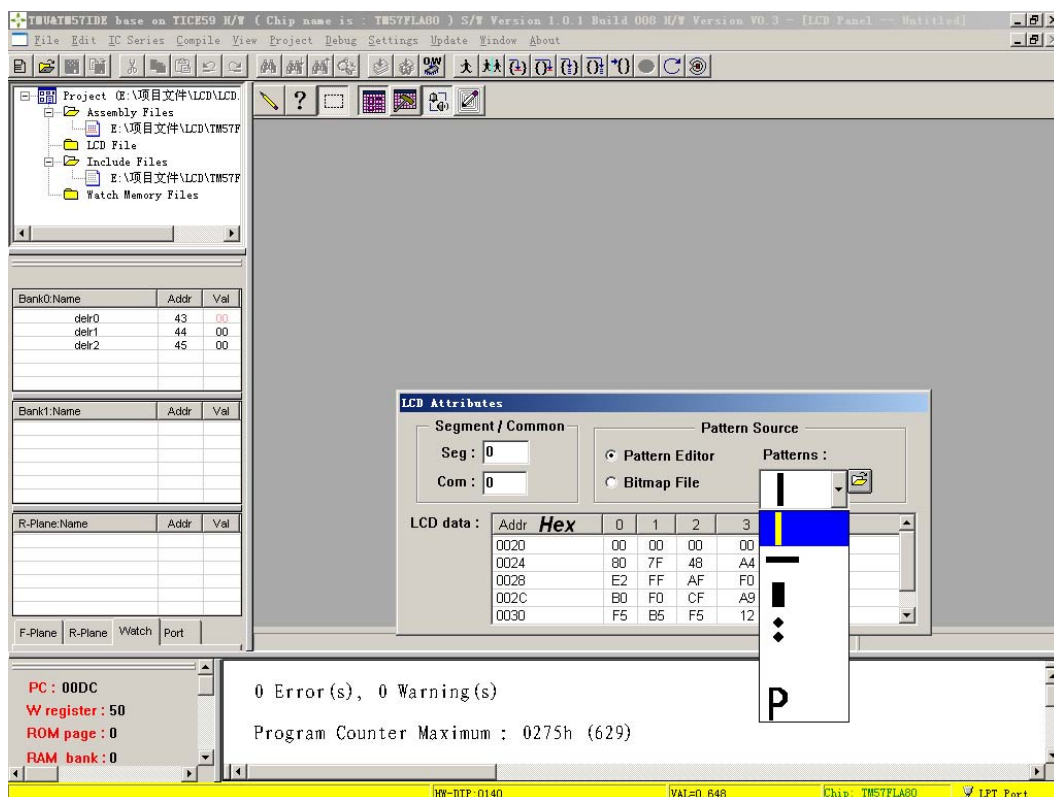 TMU&TM57IDE base on TICE59 H/W ( Chip name is : TM57FLA80 ) S/W Version 1.0.1 Build 008 H/W Version V0.3 - [LCD Panel -- Untitled]
File Edit IC Series Compile View Project Debug Settings Update Window About
Project (E:\项目文件\LCD\LCD.
Assembly Files
E:\项目文件\LCD\TM57F
LCD File
Include Files
E:\项目文件\LCD\TM57F
Watch Memory Files
Bank0:Name Addr Val
delr0 43 00
delr1 44 00
delr2 45 00
Bank1:Name Addr Val
R-Plane:Name Addr Val
F-Plane R-Plane Watch Port
LCD Attributes
Segment / Common
Seg : 0
Com : 0
Pattern Source
Pattern Editor
Bitmap File
Patterns :
P
LCD data : Addr Hex 0 1 2 3
0020 00 00 00 00
0024 80 7F 48 A4
0028 E2 FF AF F0
002C B0 F0 CF A9
0030 F5 B5 F5 12
PC : 00DC
W register : 50
ROM page : 0
RAM bank : 0
0 Error(s), 0 Warning(s)
Program Counter Maximum : 0275h (629)
HW-DIP:0140 VAL=0.648 Chip: TM57FLA80 LPT Port